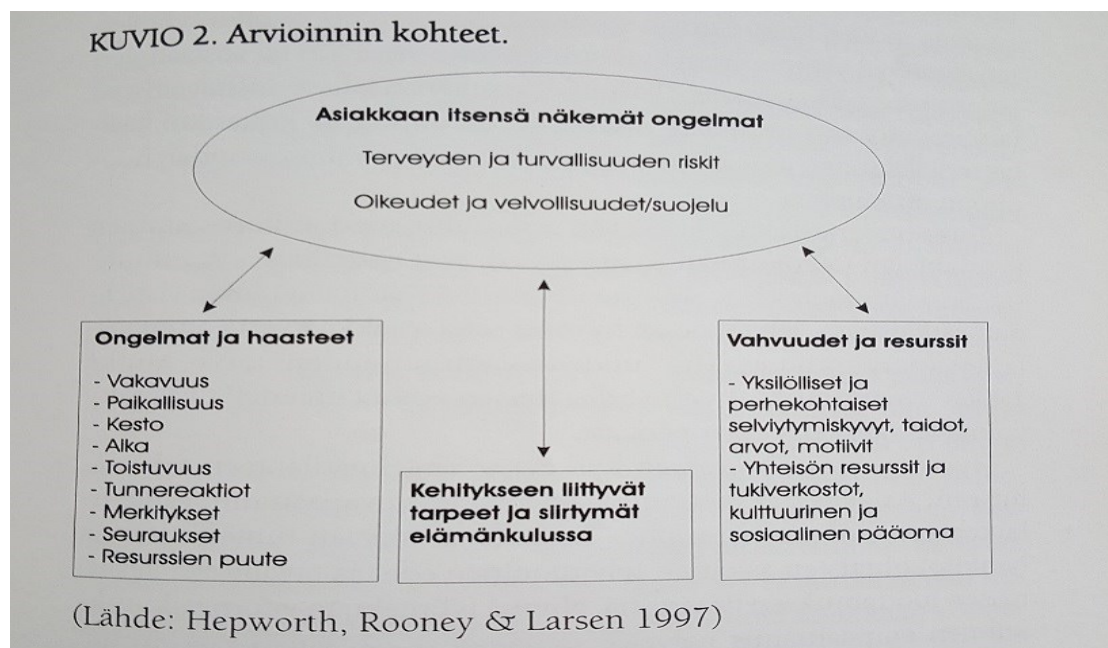 KUVIO 2. Arvioinnin kohteet.
Asiakkaan itsensä näkemät ongelmat
Terveyden ja turvallisuuden riskit
Oikeudet ja velvollisuudet/suojelu
Ongelmat ja haasteet
- Vakavuus
- Paikallisuus
- Kesto
- Aika
- Toistuvuus
- Tunnereaktiot
- Merkitykset
- Seuraukset
- Resurssien puute
Kehitykseen liittyvät
tarpeet ja siirtymät
elämänkulussa
Vahvuudet ja resurssit
- Yksilölliset ja
perhekohtaiset
selviytymiskyvyt, taidot,
arvot, motiivit
- Yhteisön resurssit ja
tukiverkostot,
kulttuurinen ja
sosiaalinen pääoma
(Lähde: Hepworth, Rooney & Larsen 1997)